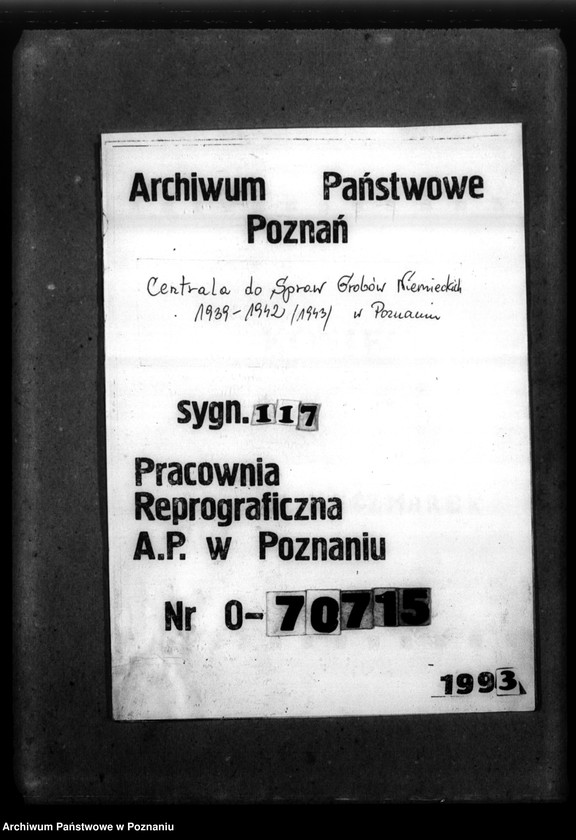 Archiwum Państwowe
Poznań
Centrala do Spraw Grobów Niemieckich
1939-1942 /1943/ w Poznaniu
sygn. 117
Pracownia
Reprograficzna
A.P. w Poznaniu
Nr 0-70715
1993
Archiwum Państwowe w Poznaniu